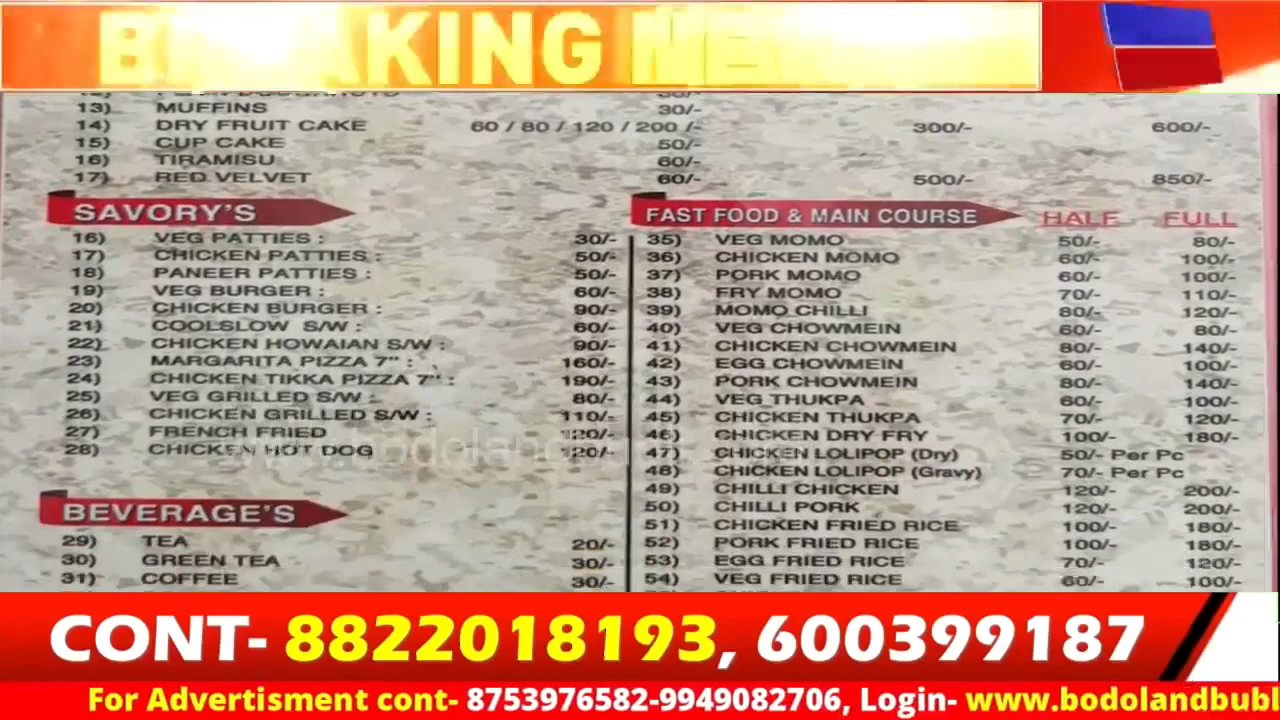 BREAKING NE
13) MUFFINS 30/-
14) DRY FRUIT CAKE 60 / 80 / 120 / 200 /- 300/- 600/-
15) CUP CAKE 50/-
16) TIRAMISU 60/-
17) RED VELVET 60/- 500/- 850/-
SAVORY'S
16) VEG PATTIES : 30/-
17) CHICKEN PATTIES : 50/-
18) PANEER PATTIES : 50/-
19) VEG BURGER : 60/-
20) CHICKEN BURGER : 90/-
21) COOLSLOW S/W : 60/-
22) CHICKEN HOWAIAN S/W : 90/-
23) MARGARITA PIZZA 7" : 160/-
24) CHICKEN TIKKA PIZZA 7" : 190/-
25) VEG GRILLED S/W : 80/-
26) CHICKEN GRILLED S/W : 110/-
27) FRENCH FRIED 120/-
28) CHICKEN HOT DOG 120/-
BEVERAGE'S
29) TEA 20/-
30) GREEN TEA 30/-
31) COFFEE 30/-
FAST FOOD & MAIN COURSE HALF FULL
35) VEG MOMO 50/- 80/-
36) CHICKEN MOMO 60/- 100/-
37) PORK MOMO 60/- 100/-
38) FRY MOMO 70/- 110/-
39) MOMO CHILLI 80/- 120/-
40) VEG CHOWMEIN 60/- 80/-
41) CHICKEN CHOWMEIN 80/- 140/-
42) EGG CHOWMEIN 60/- 100/-
43) PORK CHOWMEIN 80/- 140/-
44) VEG THUKPA 60/- 100/-
45) CHICKEN THUKPA 70/- 120/-
46) CHICKEN DRY FRY 100/- 180/-
47) CHICKEN LOLIPOP (Dry) 50/- Per Pc
48) CHICKEN LOLIPOP (Gravy) 70/- Per Pc
49) CHILLI CHICKEN 120/- 200/-
50) CHILLI PORK 120/- 200/-
51) CHICKEN FRIED RICE 100/- 180/-
52) PORK FRIED RICE 100/- 180/-
53) EGG FRIED RICE 70/- 120/-
54) VEG FRIED RICE 60/- 100/-
CONT- 8822018193, 600399187
For Advertisment cont- 8753976582-9949082706, Login- www.bodolandbubl